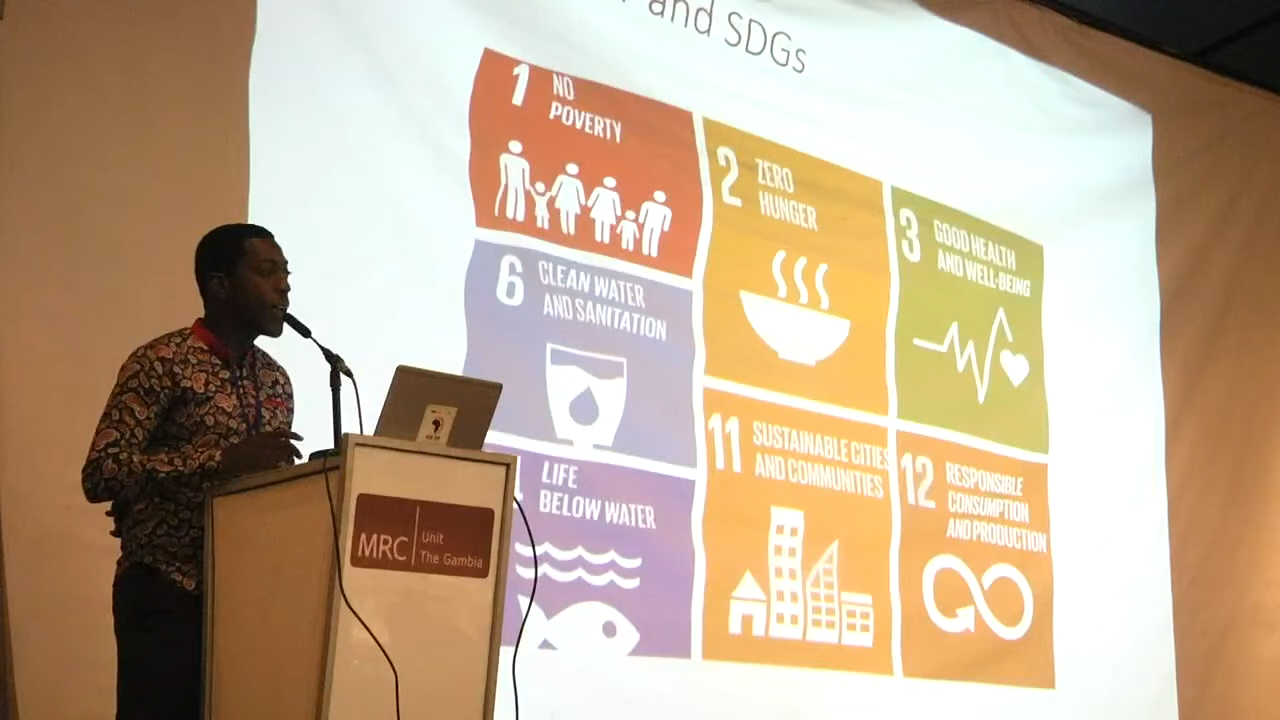 and SDGs
1 NO
POVERTY
2 ZERO
HUNGER
3 GOOD HEALTH
AND WELL-BEING
6 CLEAN WATER
AND SANITATION
11 SUSTAINABLE CITIES
AND COMMUNITIES
12 RESPONSIBLE
CONSUMPTION
AND PRODUCTION
LIFE
BELOW WATER
MRC
Unit
The Gambia